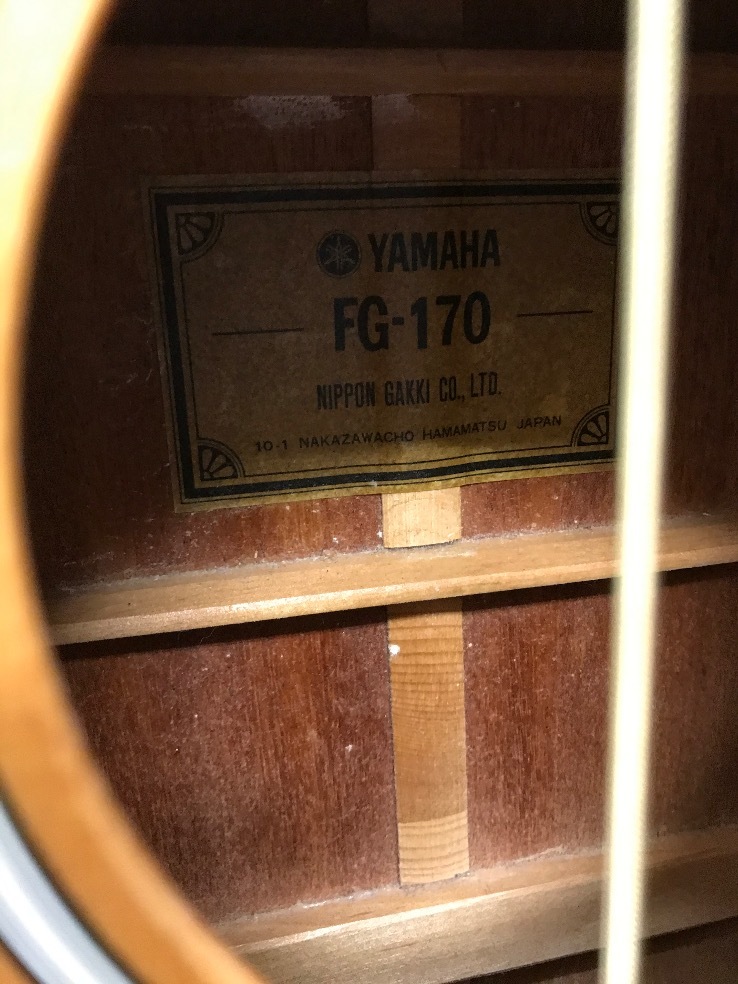 YAMAHA
FG-170
NIPPON GAKKI CO., LTD.
10-1 NAKAZAWACHO HAMAMATSU JAPAN